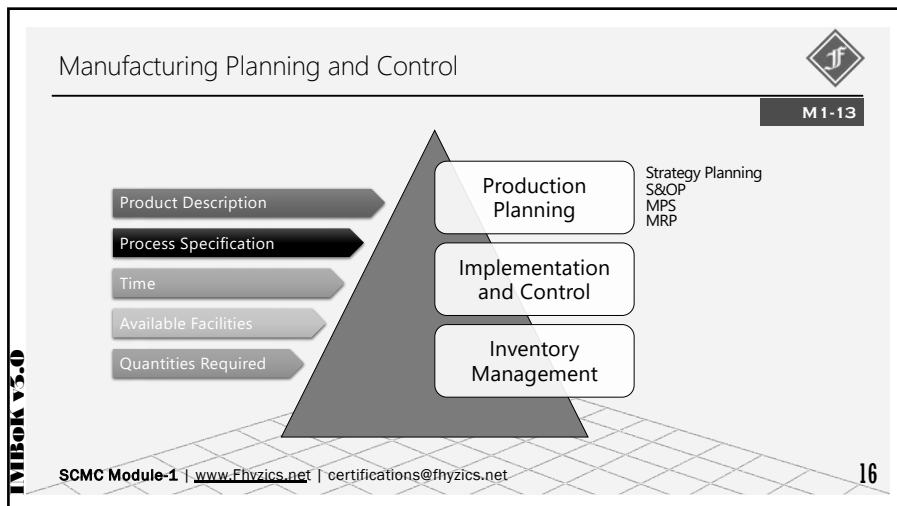 Manufacturing Planning and Control
M1-13
Product Description
Process Specification
Time
Available Facilities
Quantities Required
Production
Planning
Strategy Planning
S&OP
MPS
MRP
Implementation
and Control
Inventory
Management
IMBoK v5.0
SCMC Module-1 | www.Fhyzics.net | certifications@fhyzics.net
16